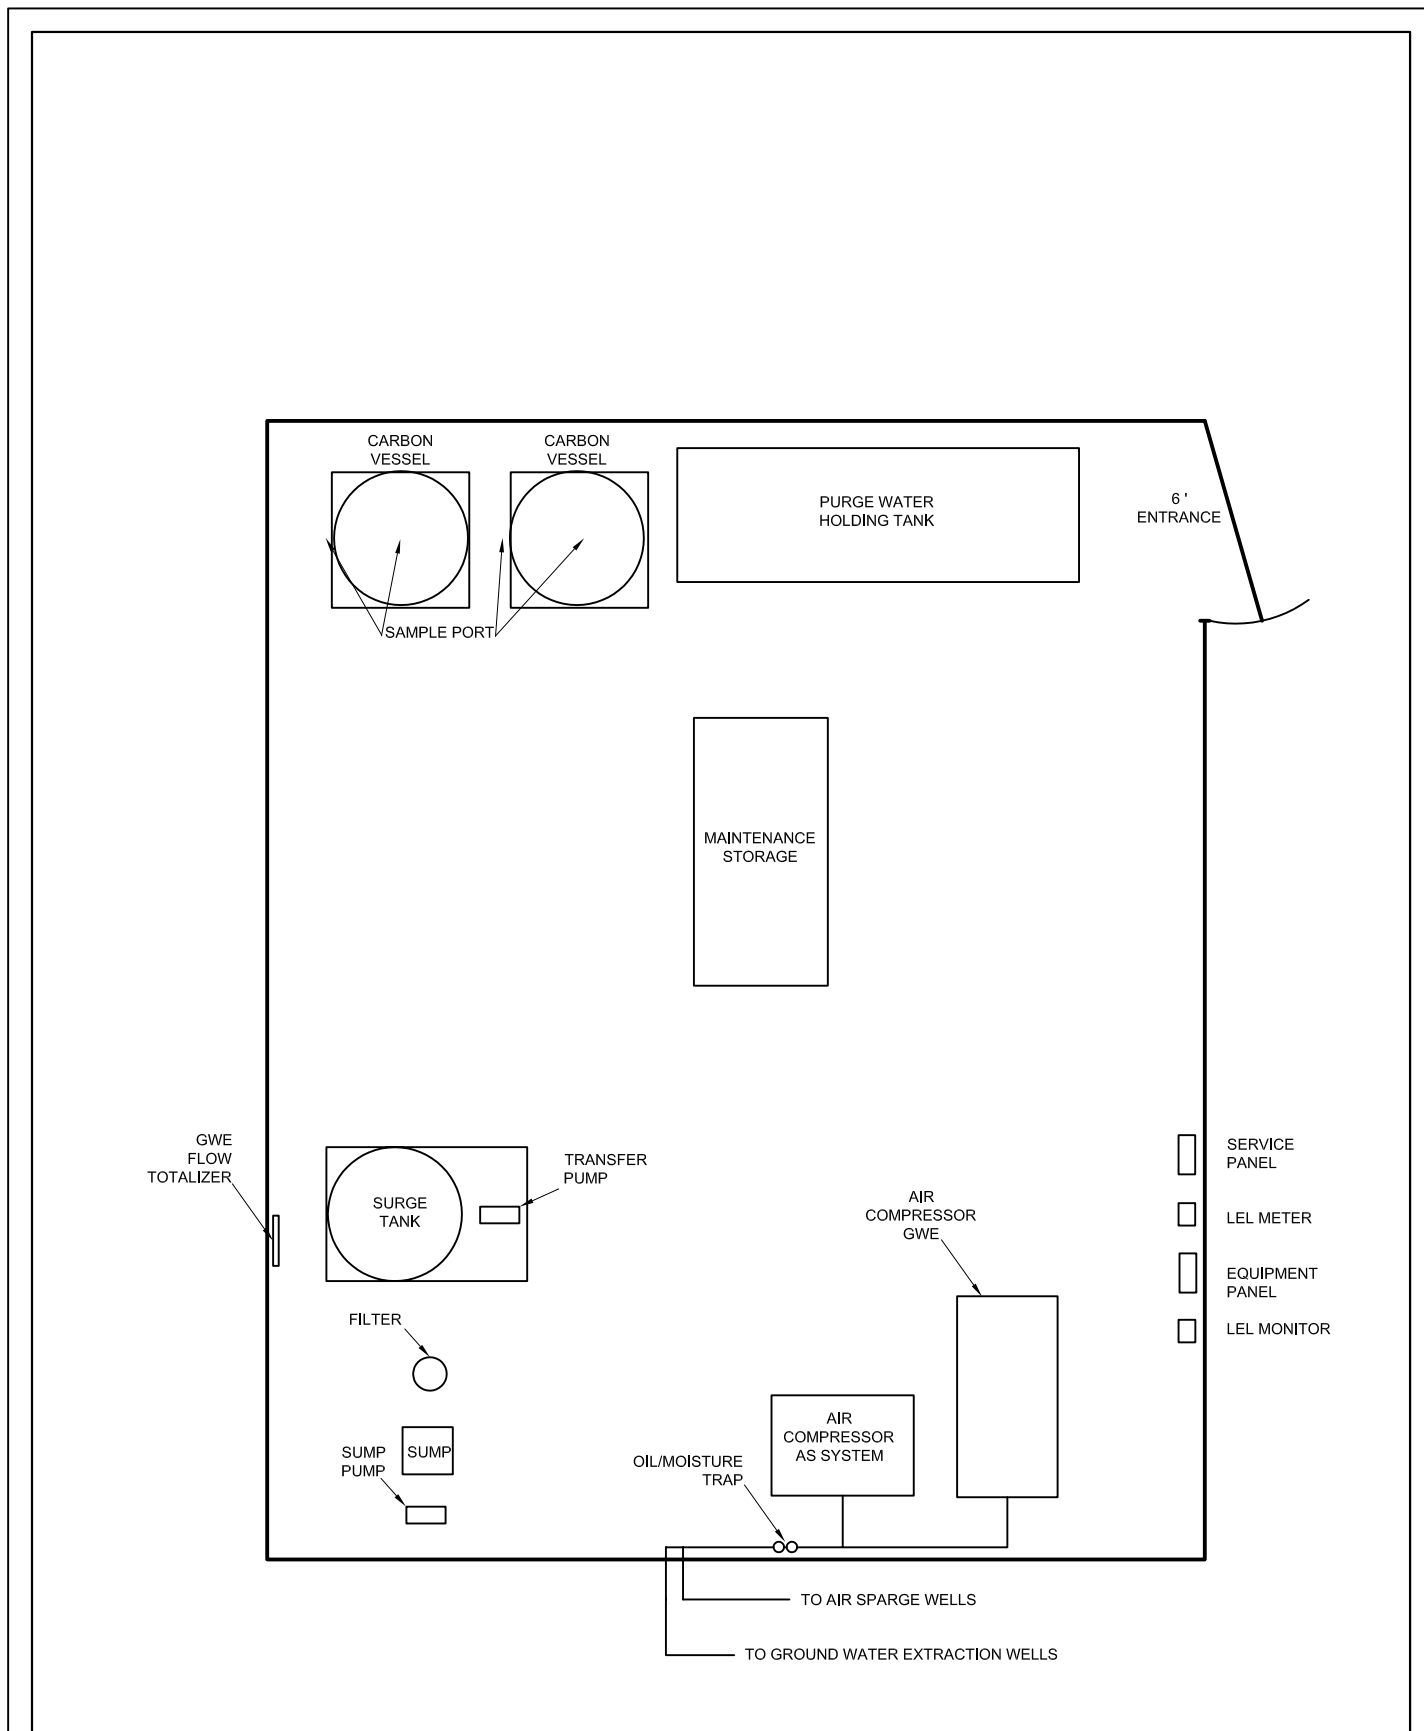 CARBON
VESSEL
CARBON
VESSEL
PURGE WATER
HOLDING TANK
6 '
ENTRANCE
SAMPLE PORT
MAINTENANCE
STORAGE
GWE
FLOW
TOTALIZER
SURGE
TANK
TRANSFER
PUMP
SERVICE
PANEL
LEL METER
EQUIPMENT
PANEL
LEL MONITOR
AIR
COMPRESSOR
GWE
FILTER
SUMP
PUMP
SUMP
OIL/MOISTURE
TRAP
AIR
COMPRESSOR
AS SYSTEM
TO AIR SPARGE WELLS
TO GROUND WATER EXTRACTION WELLS